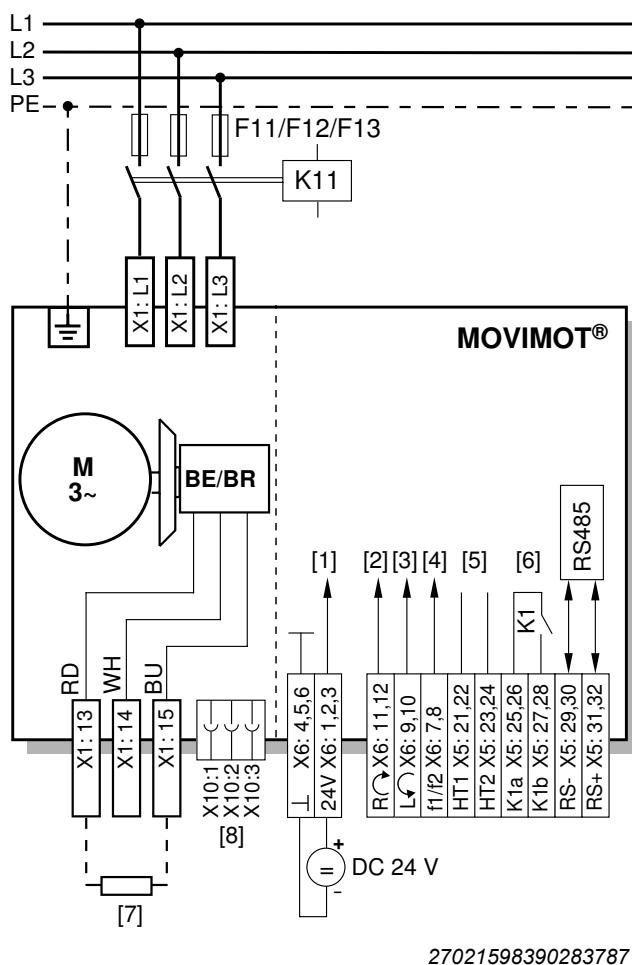 L1
L2
L3
PE
F11/F12/F13
K11
X1: L1
X1: L2
X1: L3
MOVIMOT®
M
3~
BE/BR
RS485
[1]
[2]
[3]
[4]
[5]
[6]
K1
RD
WH
BU
X1: 13
X1: 14
X1: 15
X10:1
X10:2
X10:3
[8]
⊥ X6: 4,5,6
24V X6: 1,2,3
R X6: 11,12
L X6: 9,10
f1/f2 X6: 7,8
HT1 X5: 21,22
HT2 X5: 23,24
K1a X5: 25,26
K1b X5: 27,28
RS- X5: 29,30
RS+ X5: 31,32
+
= DC 24 V
-
[7]
27021598390283787